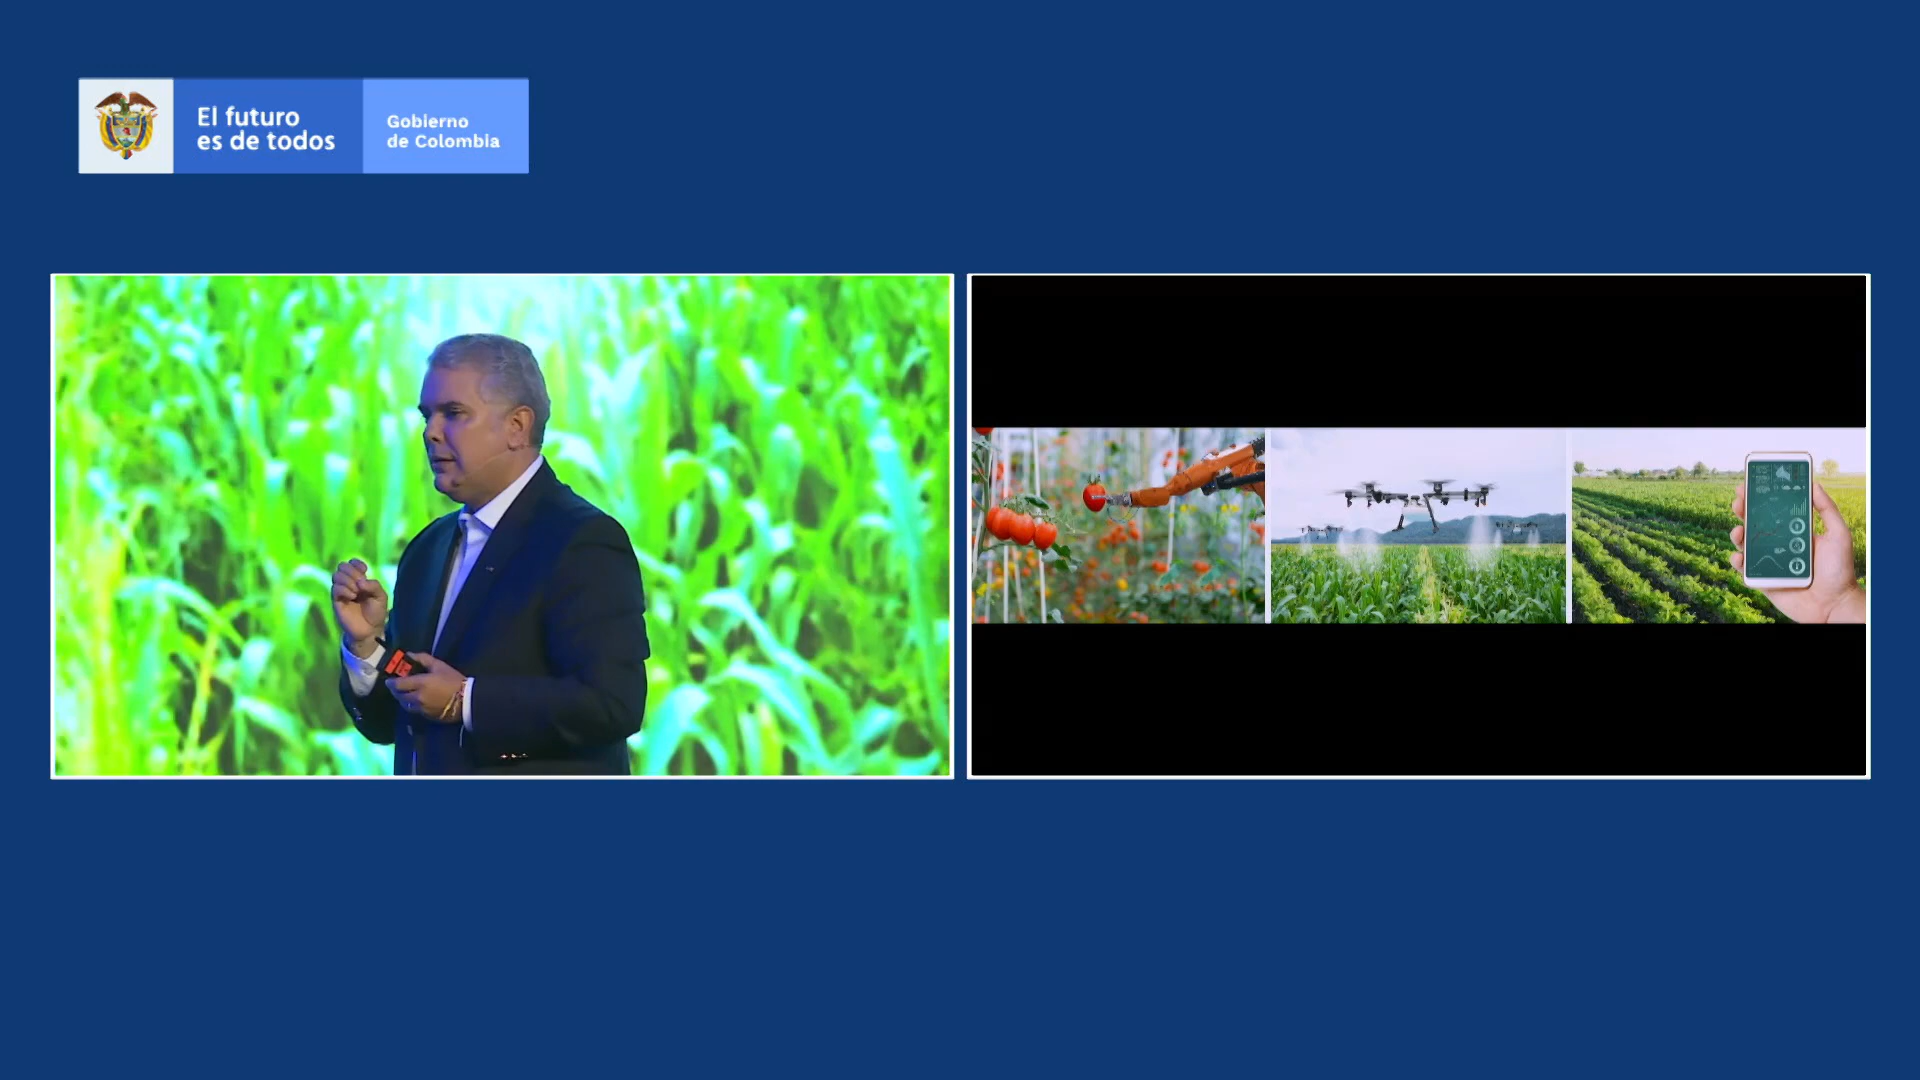 El futuro
es de todos
Gobierno
de Colombia